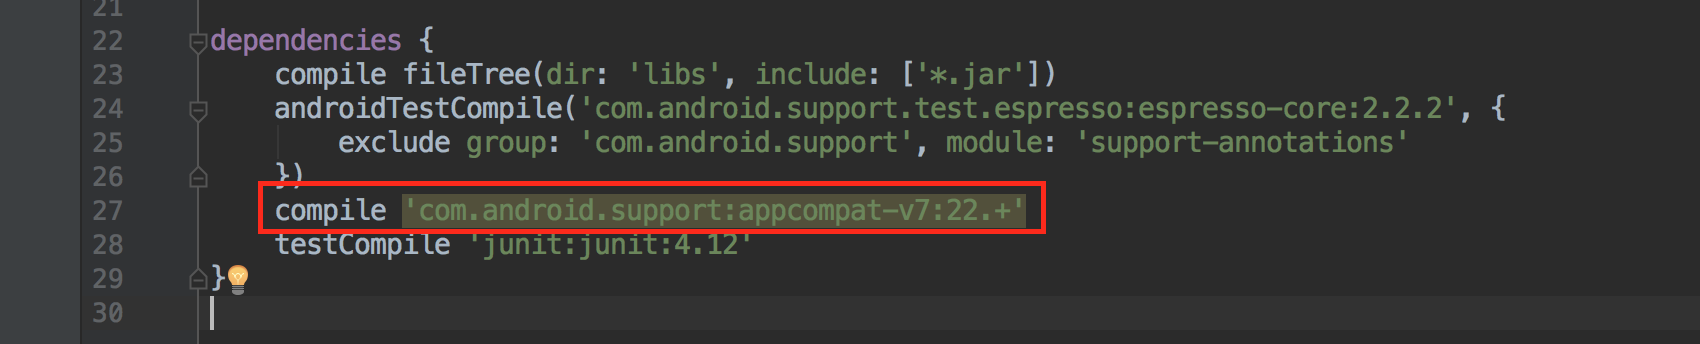 21
22 dependencies {
23 compile fileTree(dir: 'libs', include: ['*.jar'])
24 androidTestCompile('com.android.support.test.espresso:espresso-core:2.2.2', {
25 exclude group: 'com.android.support', module: 'support-annotations'
26 })
27 compile 'com.android.support:appcompat-v7:22.+'
28 testCompile 'junit:junit:4.12'
29 }
30